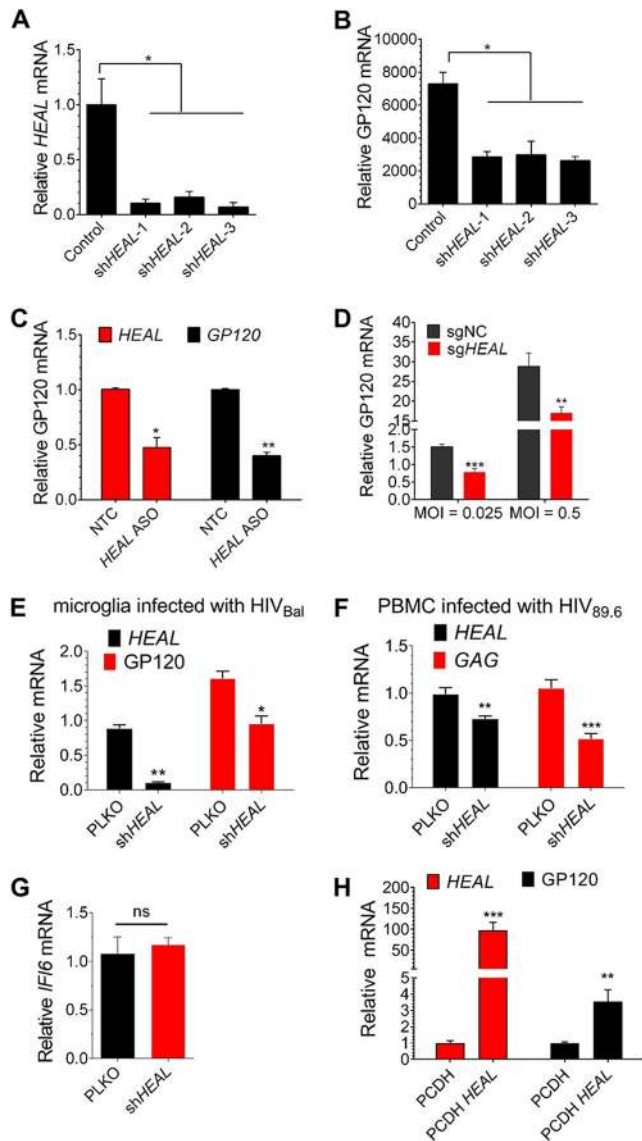 A
Relative HEAL mRNA
1.5
1.0
0.5
0.0
*
Control
shHEAL-1
shHEAL-2
shHEAL-3
B
Relative GP120 mRNA
10000
8000
6000
4000
2000
0
*
Control
shHEAL-1
shHEAL-2
shHEAL-3
C
Relative GP120 mRNA
HEAL GP120
1.5
1.0
0.5
0.0
* **
NTC
HEAL ASO
NTC
HEAL ASO
D
Relative GP120 mRNA
sgNC
sgHEAL
40
35
30
25
20
15
2.0
1.5
1.0
0.5
0.0
*** **
MOI = 0.025 MOI = 0.5
E
microglia infected with HIVBal
HEAL
GP120
Relative mRNA
2.0
1.5
1.0
0.5
0.0
** *
PLKO
shHEAL
PLKO
shHEAL
F
PBMC infected with HIV89.6
HEAL
GAG
Relative mRNA
1.5
1.0
0.5
0.0
** ***
PLKO
shHEAL
PLKO
shHEAL
G
Relative IFI6 mRNA
1.5
1.0
0.5
0.0
ns
PLKO
shHEAL
H
HEAL GP120
Relative mRNA
200
150
100
50
5
4
3
2
1
0
*** **
PCDH
PCDH HEAL
PCDH
PCDH HEAL